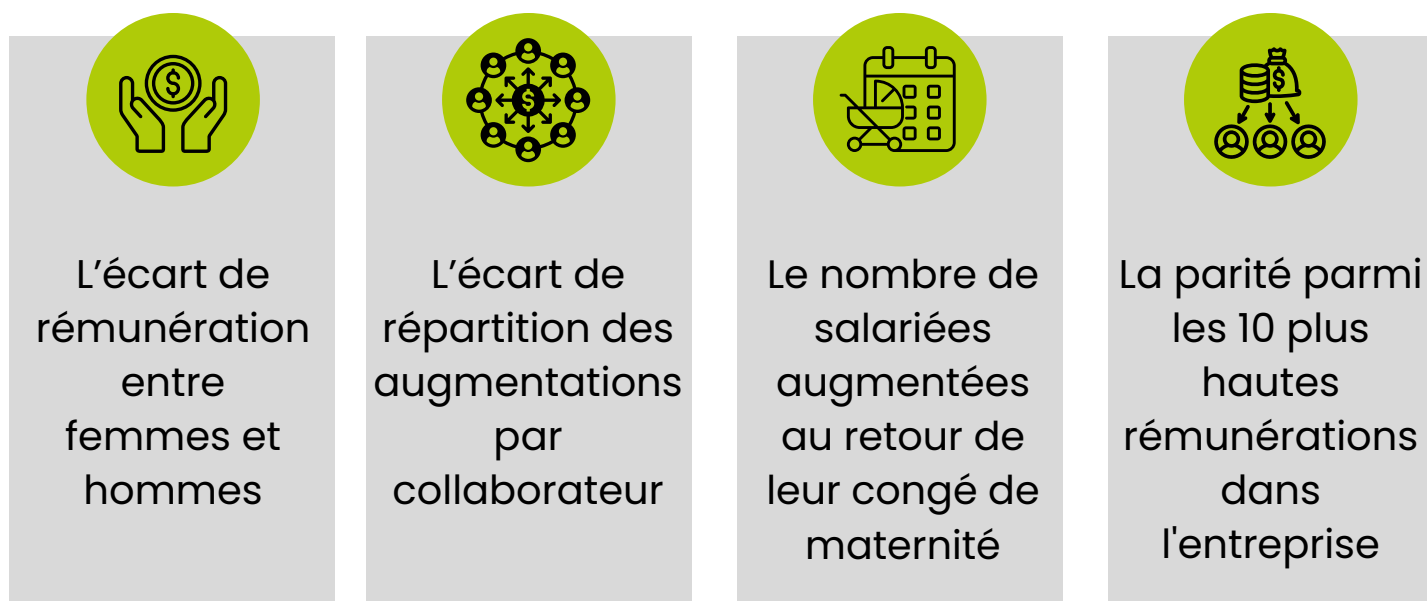 L’écart de
rémunération
entre
femmes et
hommes
L’écart de
répartition des
augmentations
par
collaborateur
Le nombre de
salariées
augmentées
au retour de
leur congé de
maternité
La parité parmi
les 10 plus
hautes
rémunérations
dans
l'entreprise